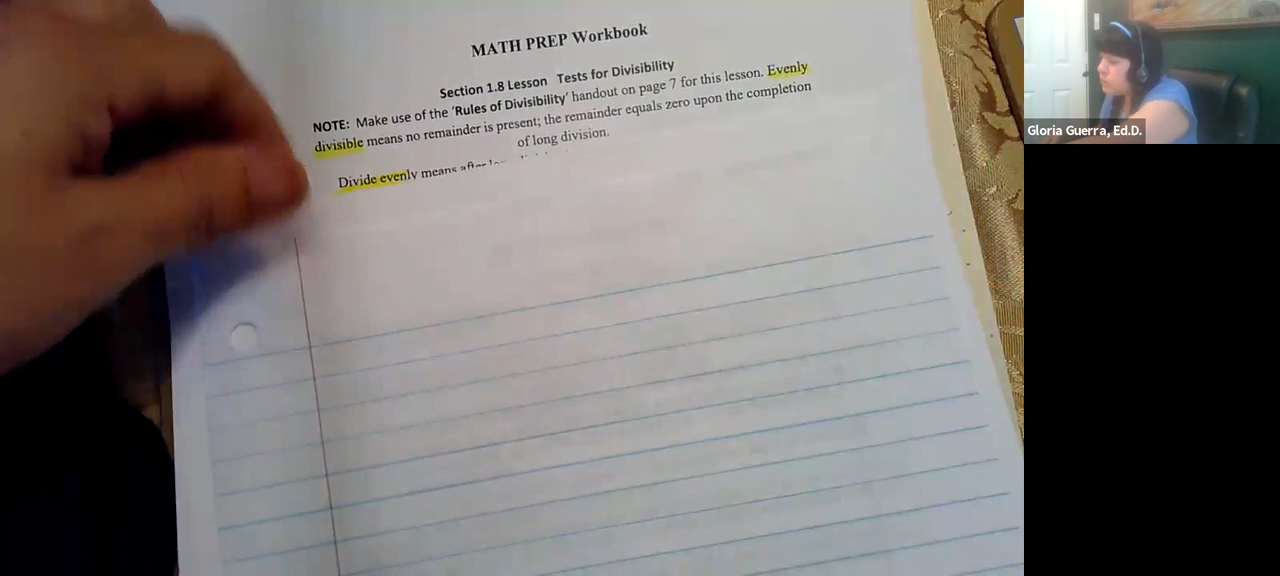 MATH PREP Workbook
Section 1.8 Lesson Tests for Divisibility
NOTE: Make use of the 'Rules of Divisibility' handout on page 7 for this lesson. Evenly
divisible means no remainder is present; the remainder equals zero upon the completion
of long division.
Divide evenly means after
Gloria Guerra, Ed.D.